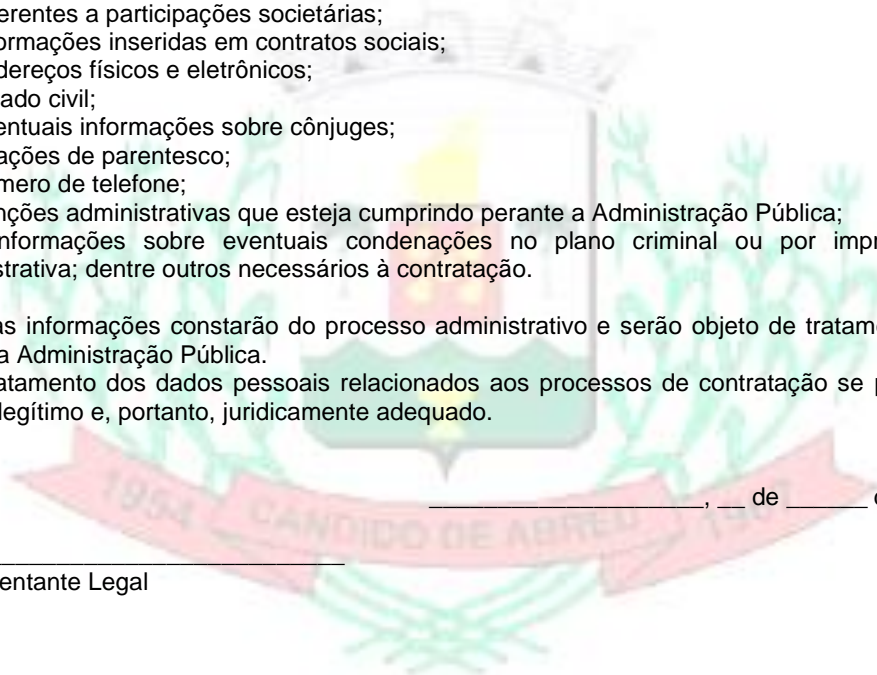 erentes a participações societárias;
ormações inseridas em contratos sociais;
dereços físicos e eletrônicos;
ado civil;
entuais informações sobre cônjuges;
ações de parentesco;
mero de telefone;
nções administrativas que esteja cumprindo perante a Administração Pública;
informações sobre eventuais condenações no plano criminal ou por impr
strativa; dentre outros necessários à contratação.
as informações constarão do processo administrativo e serão objeto de tratame
a Administração Pública.
atamento dos dados pessoais relacionados aos processos de contratação se p
legítimo e, portanto, juridicamente adequado.
____________________, __ de ______
1954 CANDIDO DE ABREU
__________________________
entante Legal